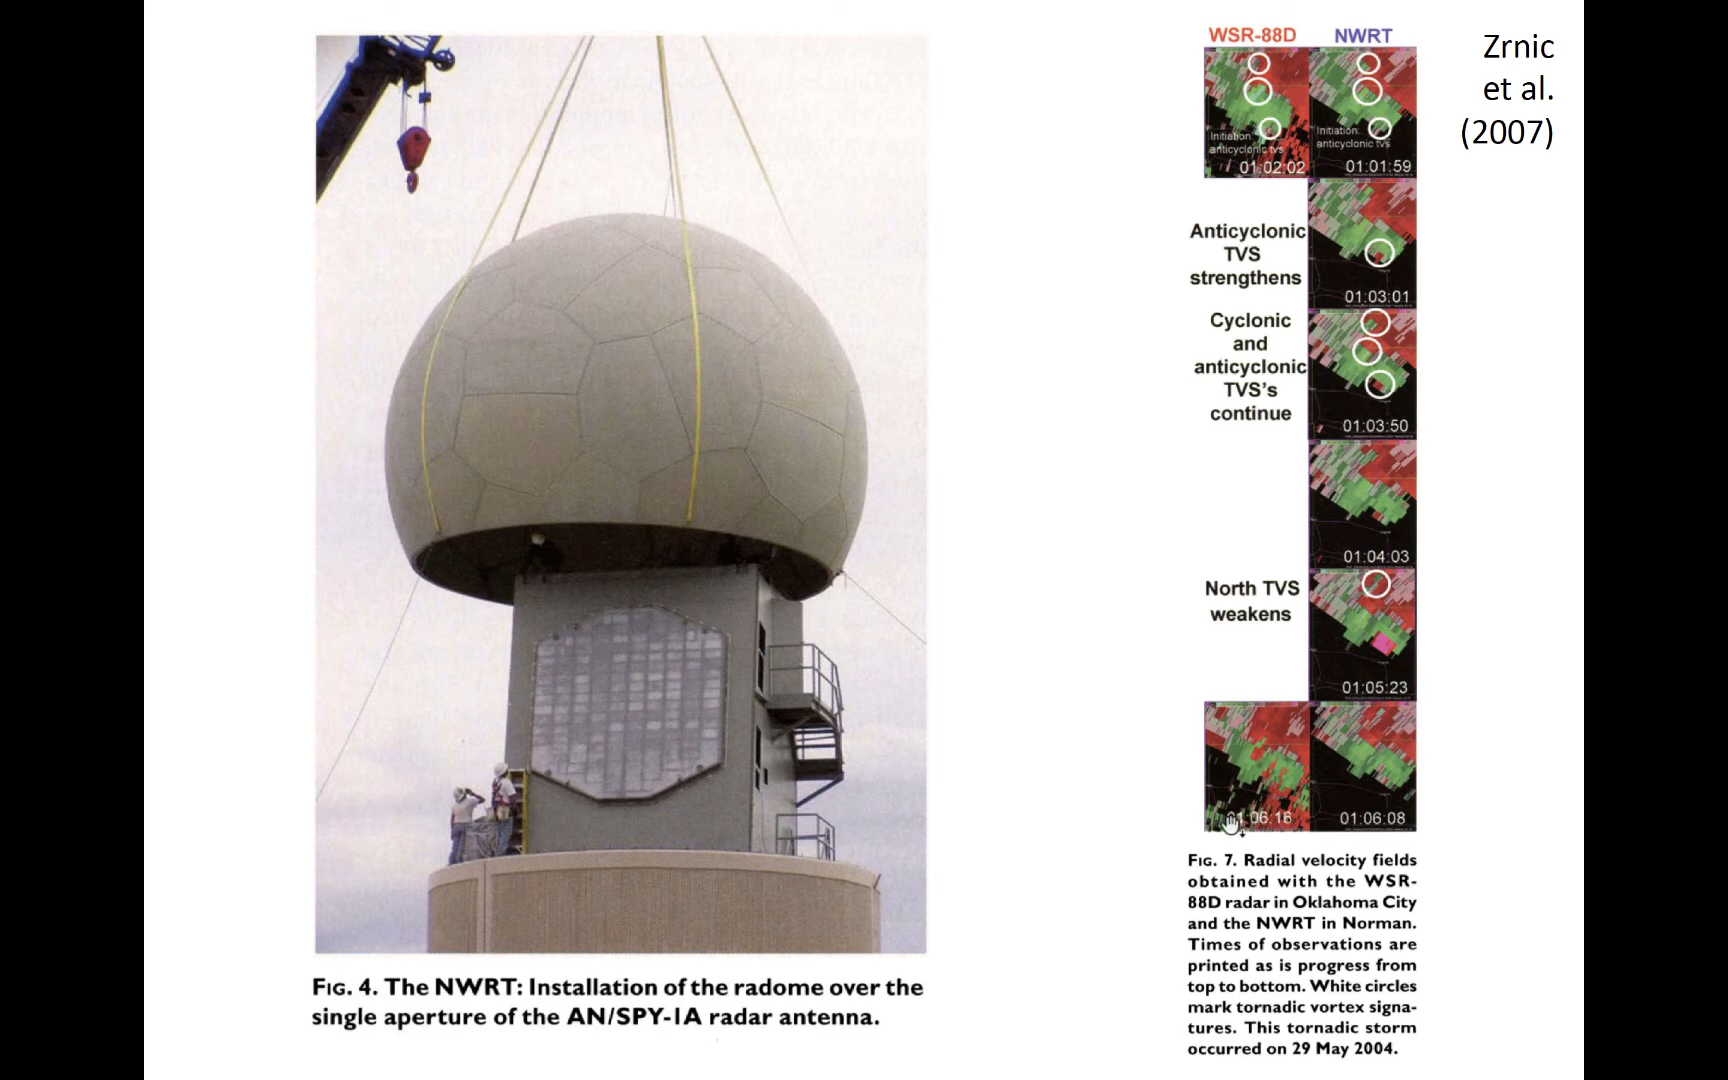 WSR-88D NWRT
Zrnic
et al.
(2007)
Initiation: anticyclonic tvs
01:02:02
Initiation: anticyclonic tvs
01:01:59
Anticyclonic
TVS
strengthens
01:03:01
Cyclonic
and
anticyclonic
TVS's
continue
01:03:50
01:04:03
North TVS
weakens
01:05:23
1:06:16
01:06:08
FIG. 4. The NWRT: Installation of the radome over the
single aperture of the AN/SPY-1A radar antenna.
FIG. 7. Radial velocity fields
obtained with the WSR-
88D radar in Oklahoma City
and the NWRT in Norman.
Times of observations are
printed as is progress from
top to bottom. White circles
mark tornadic vortex signa-
tures. This tornadic storm
occurred on 29 May 2004.